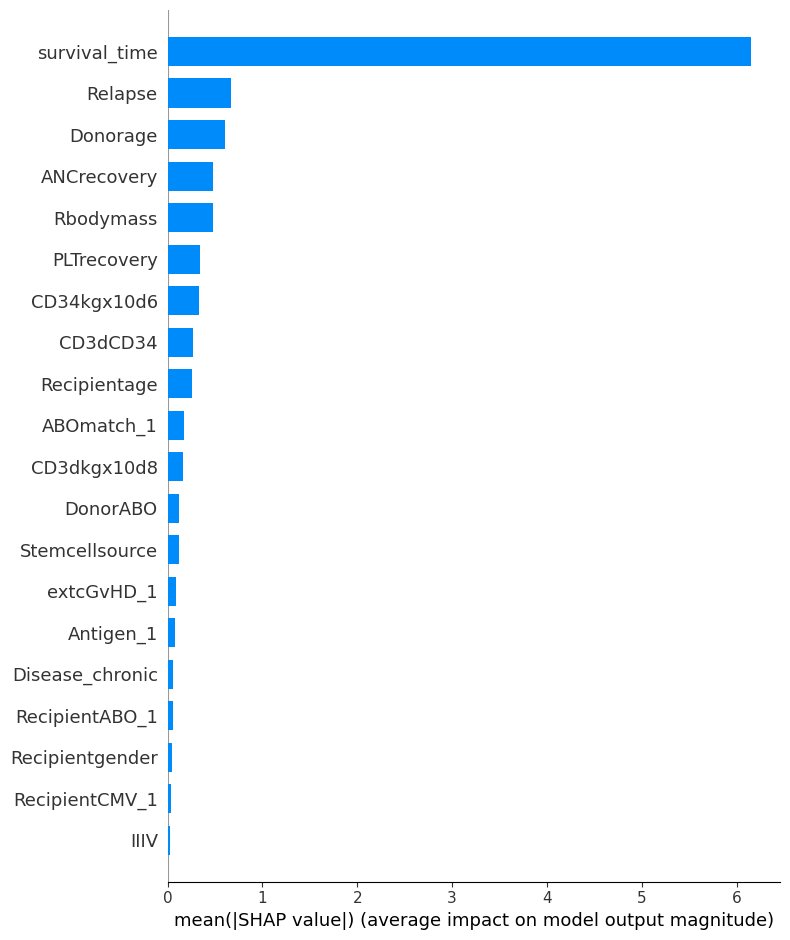 survival_time
Relapse
Donorage
ANCrecovery
Rbodymass
PLTrecovery
CD34kgx10d6
CD3dCD34
Recipientage
ABOmatch_1
CD3dkgx10d8
DonorABO
Stemcellsource
extcGvHD_1
Antigen_1
Disease_chronic
RecipientABO_1
Recipientgender
RecipientCMV_1
IIIV
0 1 2 3 4 5 6
mean(|SHAP value|) (average impact on model output magnitude)